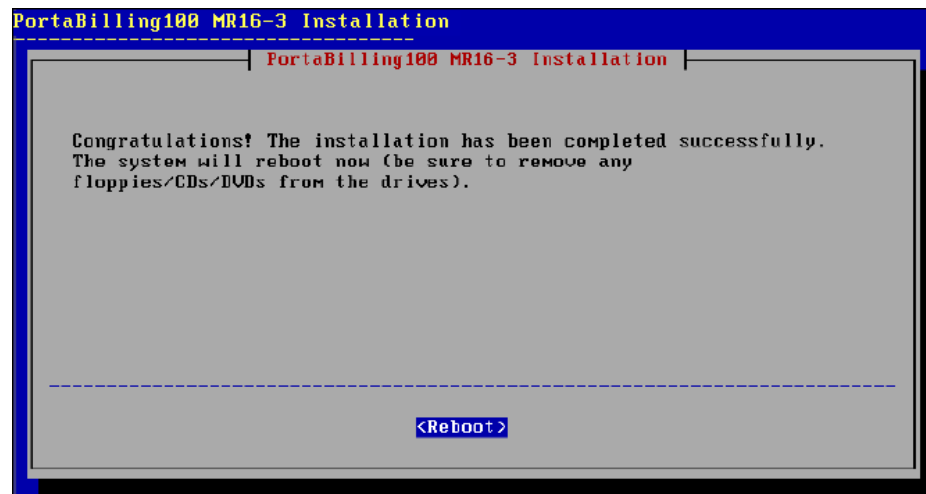 PortaBilling100 MR16-3 Installation
PortaBilling100 MR16-3 Installation
Congratulations! The installation has been completed successfully.
The system will reboot now (be sure to remove any
floppies/CDs/DVDs from the drives).
<Reboot>